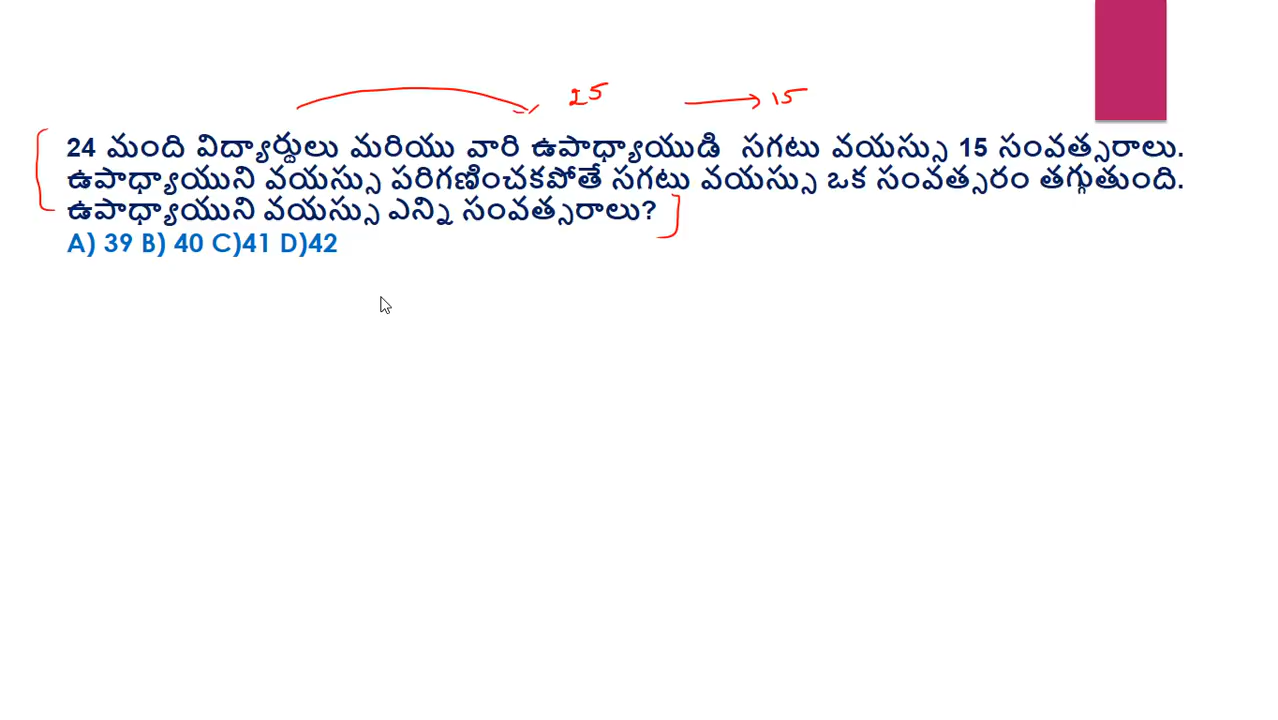 25 → 15
24 మంది విద్యార్థులు మరియు వారి ఉపాధ్యాయుడి సగటు వయస్సు 15 సంవత్సరాలు.
ఉపాధ్యాయుని వయస్సు పరిగణించకపోతే సగటు వయస్సు ఒక సంవత్సరం తగ్గుతుంది.
ఉపాధ్యాయుని వయస్సు ఎన్ని సంవత్సరాలు?
A) 39 B) 40 C)41 D)42